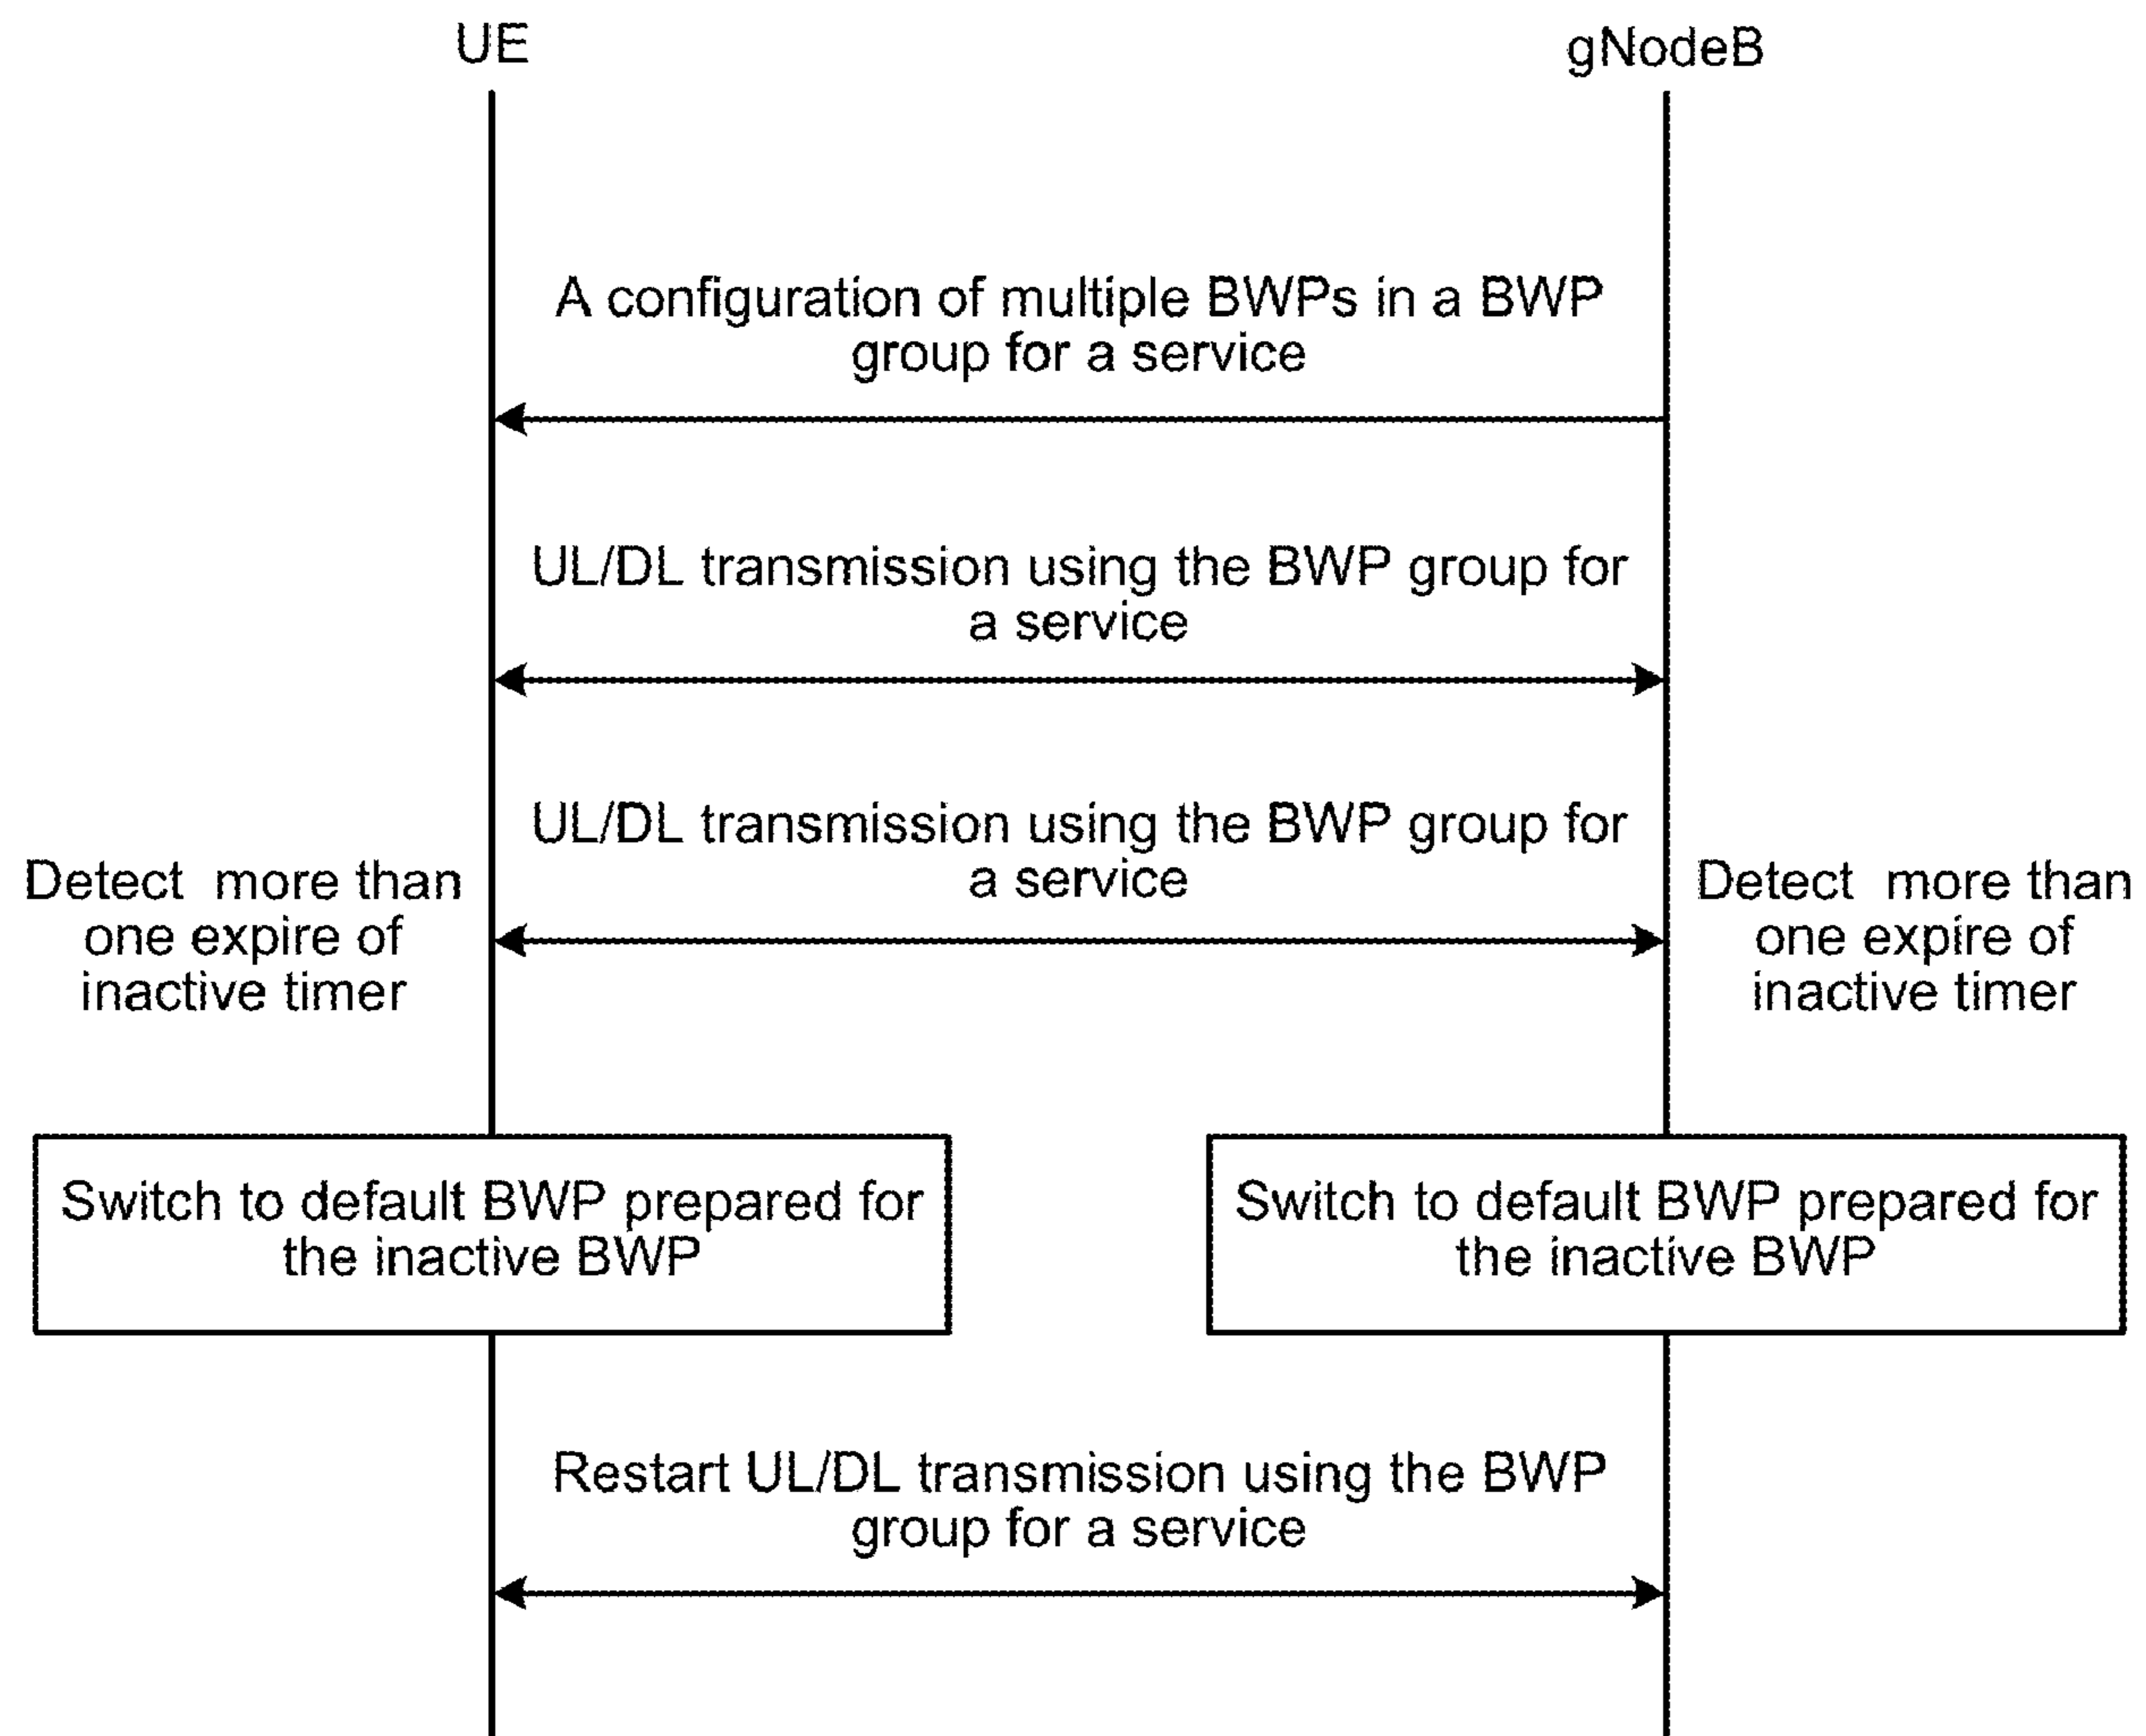 UE
gNodeB
A configuration of multiple BWPs in a BWP
group for a service
UL/DL transmission using the BWP group for
a service
UL/DL transmission using the BWP group for
a service
Detect more than
one expire of
inactive timer
Detect more than
one expire of
inactive timer
Switch to default BWP prepared for
the inactive BWP
Switch to default BWP prepared for
the inactive BWP
Restart UL/DL transmission using the BWP
group for a service